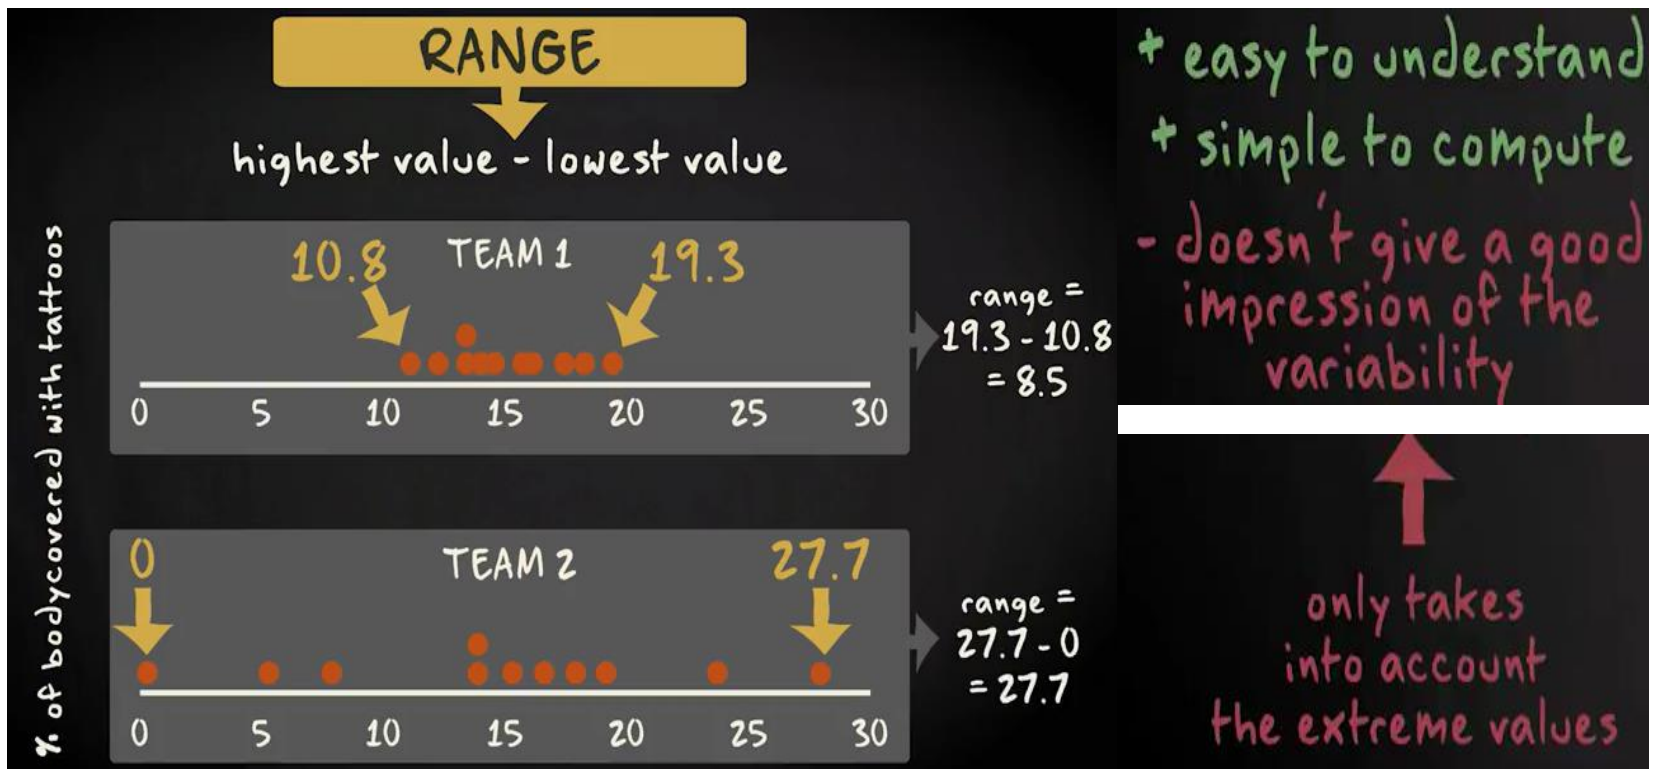 RANGE
highest value - lowest value
% of bodycovered with tattoos
TEAM 1
10.8
19.3
0 5 10 15 20 25 30
range =
19.3 - 10.8
= 8.5
TEAM 2
0
27.7
0 5 10 15 20 25 30
range =
27.7 - 0
= 27.7
+ easy to understand
+ simple to compute
- doesn't give a good
impression of the
variability
only takes
into account
the extreme values